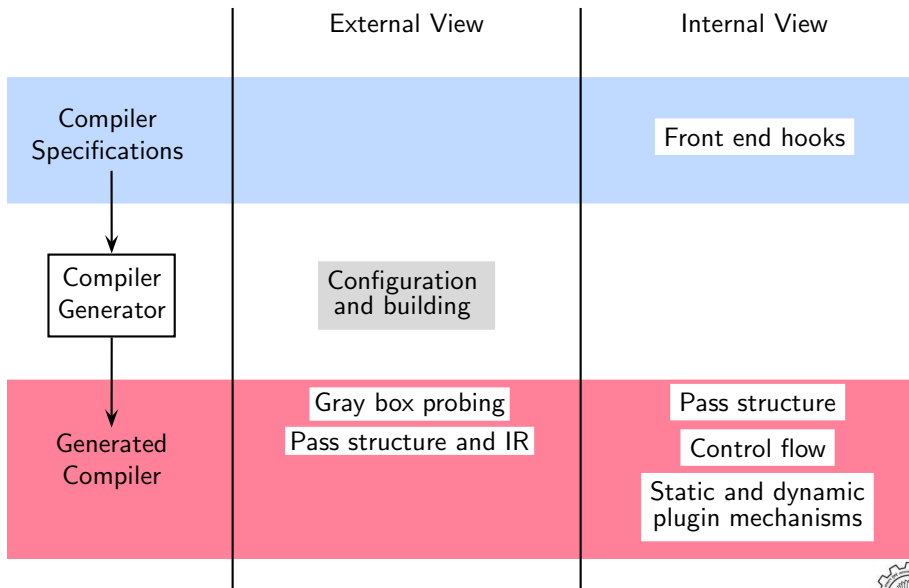 External View
Internal View
Compiler
Specifications
Front end hooks
Compiler
Generator
Configuration
and building
Generated
Compiler
Gray box probing
Pass structure and IR
Pass structure
Control flow
Static and dynamic
plugin mechanisms